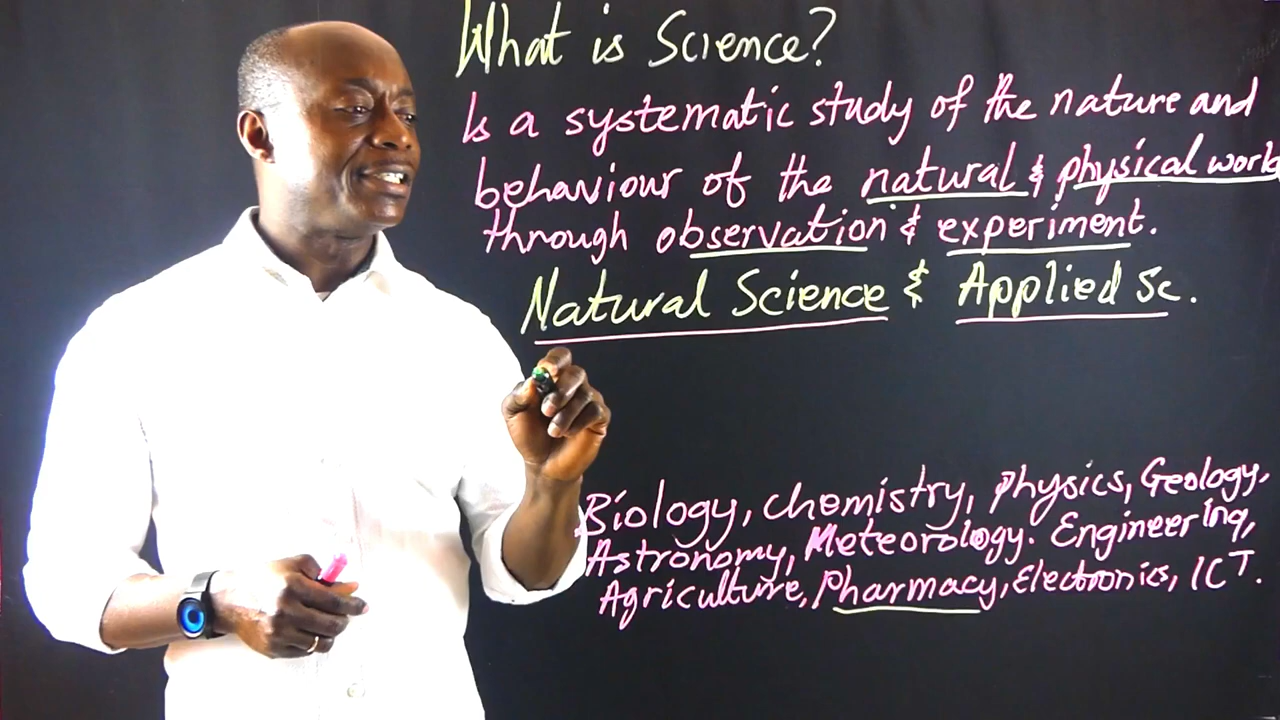 What is Science?
Is a systematic study of the nature and
behaviour of the natural & physical world
through observation & experiment.
Natural Science & Applied Sc.
Biology, Chemistry, Physics, Geology,
Astronomy, Meteorology. Engineering,
Agriculture, Pharmacy, Electronics, ICT.